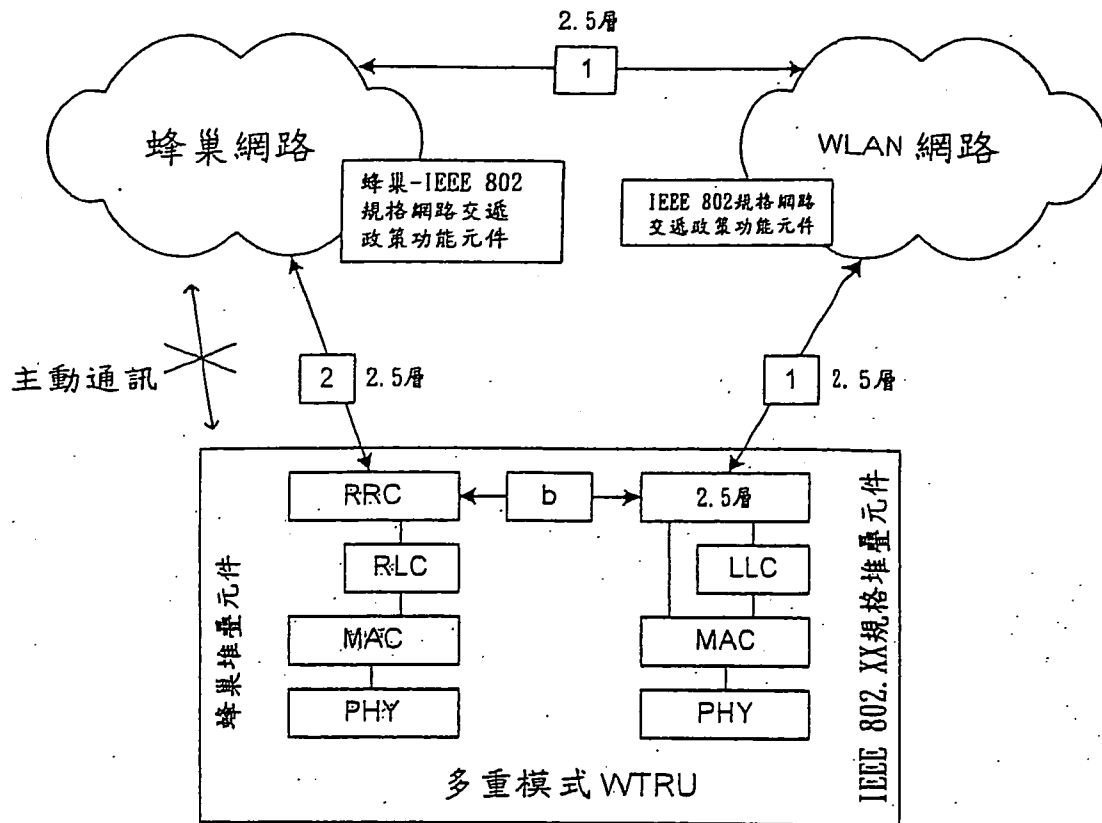 2.5層
1
蜂巢網路
WLAN 網路
蜂巢-IEEE 802
規格網路交遞
政策功能元件
IEEE 802規格網路
交遞政策功能元件
主動通訊
2
2.5層
1
2.5層
RRC
b
2.5層
RLC
LLC
MAC
MAC
PHY
PHY
蜂巢堆疊元件
IEEE 802.XX規格堆疊元件
多重模式WTRU